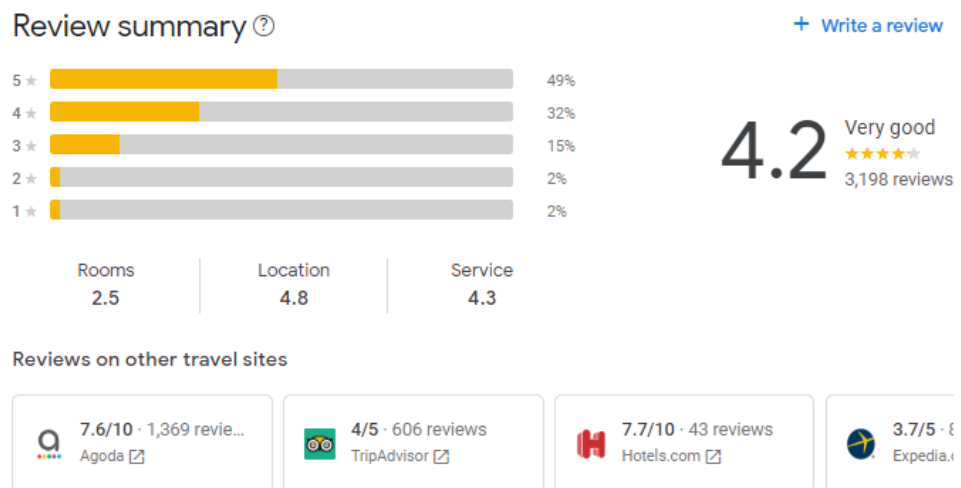 Review summary ?
+ Write a review
5 ★ 49%
4 ★ 32%
3 ★ 15%
2 ★ 2%
1 ★ 2%
4.2
Very good
3,198 reviews
Rooms Location Service
2.5 4.8 4.3
Reviews on other travel sites
7.6/10 · 1,369 revie...
Agoda
4/5 · 606 reviews
TripAdvisor
7.7/10 · 43 reviews
Hotels.com
3.7/5 ·
Expedia.